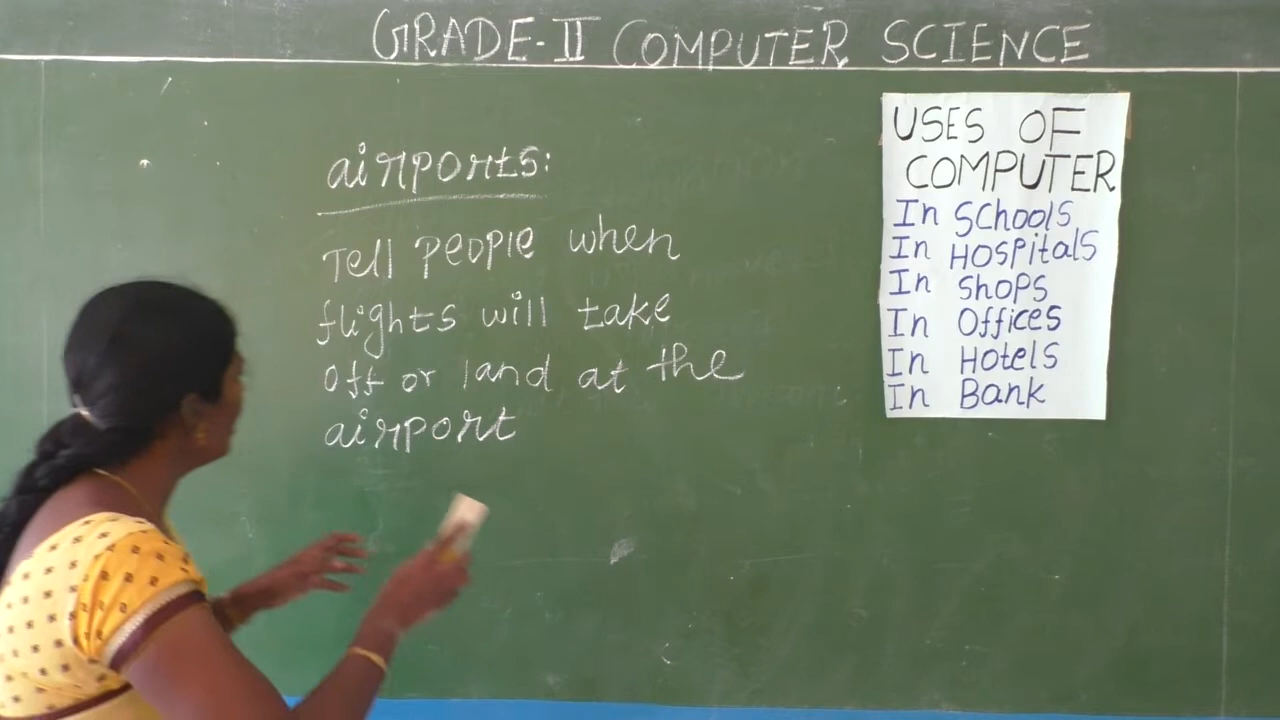 GRADE-II COMPUTER SCIENCE
airports:
Tell people when
flights will take
off or land at the
airport
USES OF
COMPUTER
In Schools
In Hospitals
In Shops
In Offices
In Hotels
In Bank